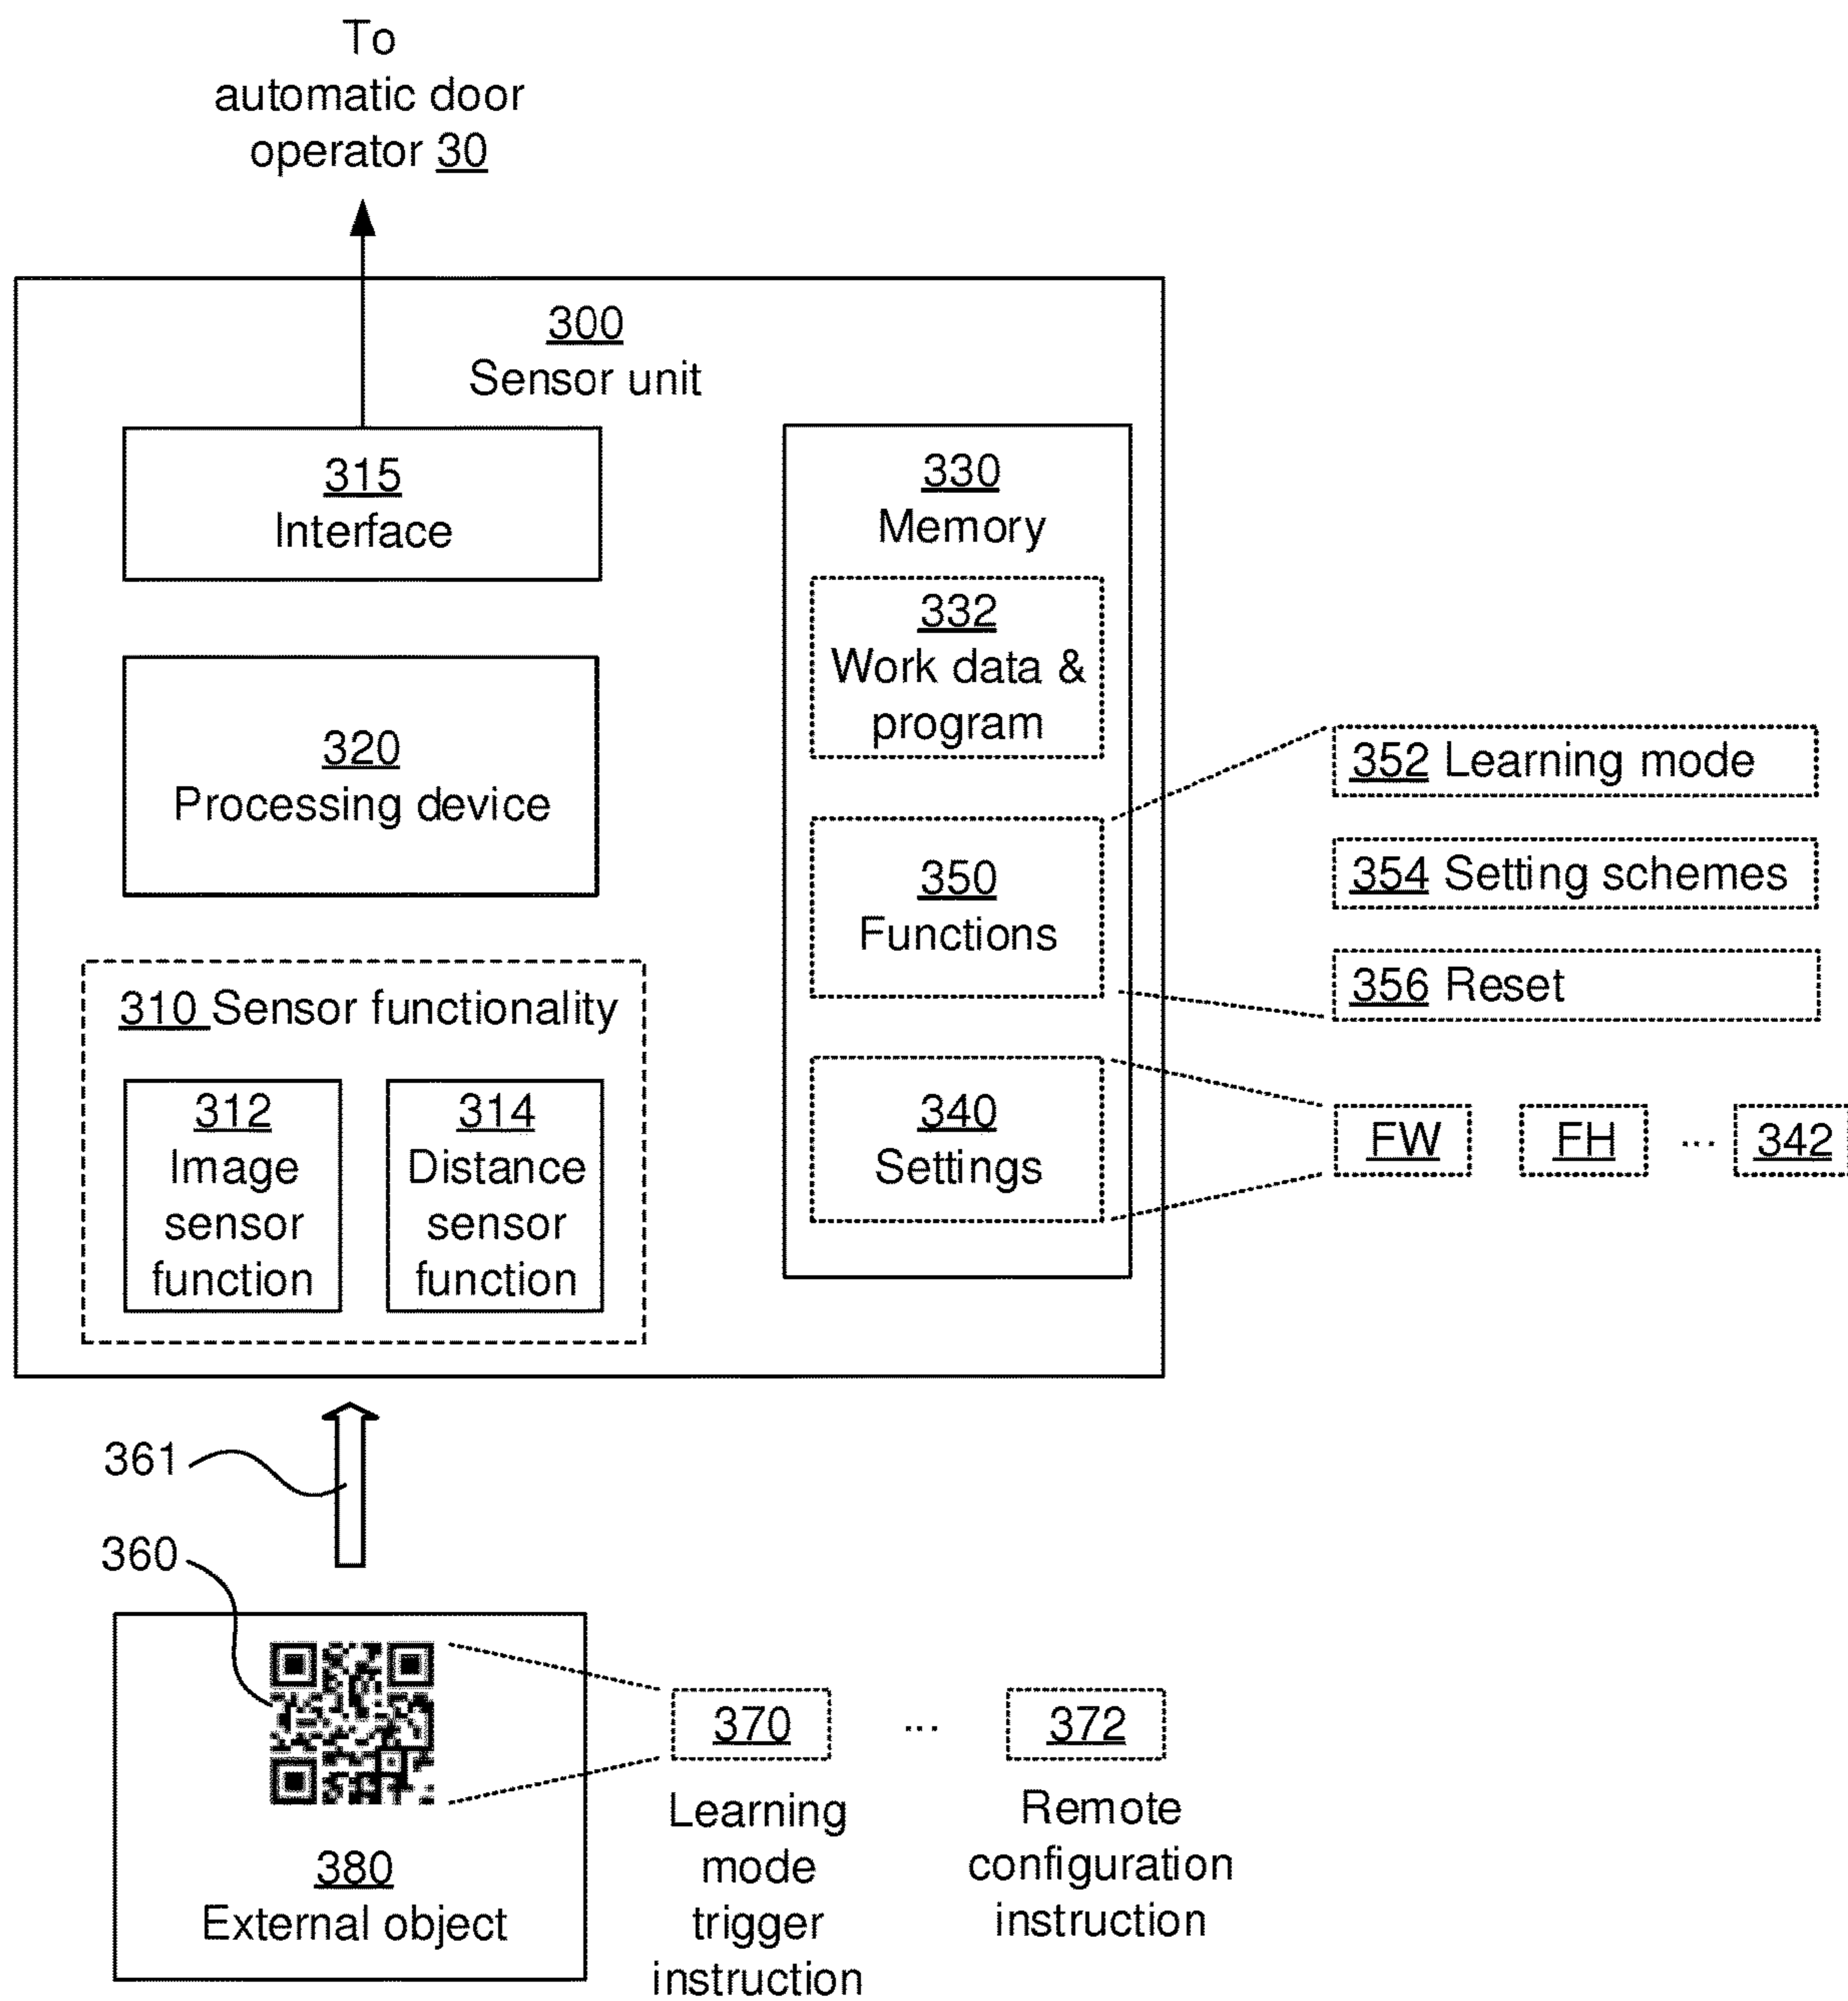 To
automatic door
operator 30
300
Sensor unit
315
Interface
320
Processing device
310 Sensor functionality
312
Image
sensor
function
314
Distance
sensor
function
330
Memory
332
Work data &
program
350
Functions
340
Settings
352 Learning mode
354 Setting schemes
356 Reset
FW FH ... 342
361
360
380
External object
370 ... 372
Learning
mode
trigger
instruction
Remote
configuration
instruction